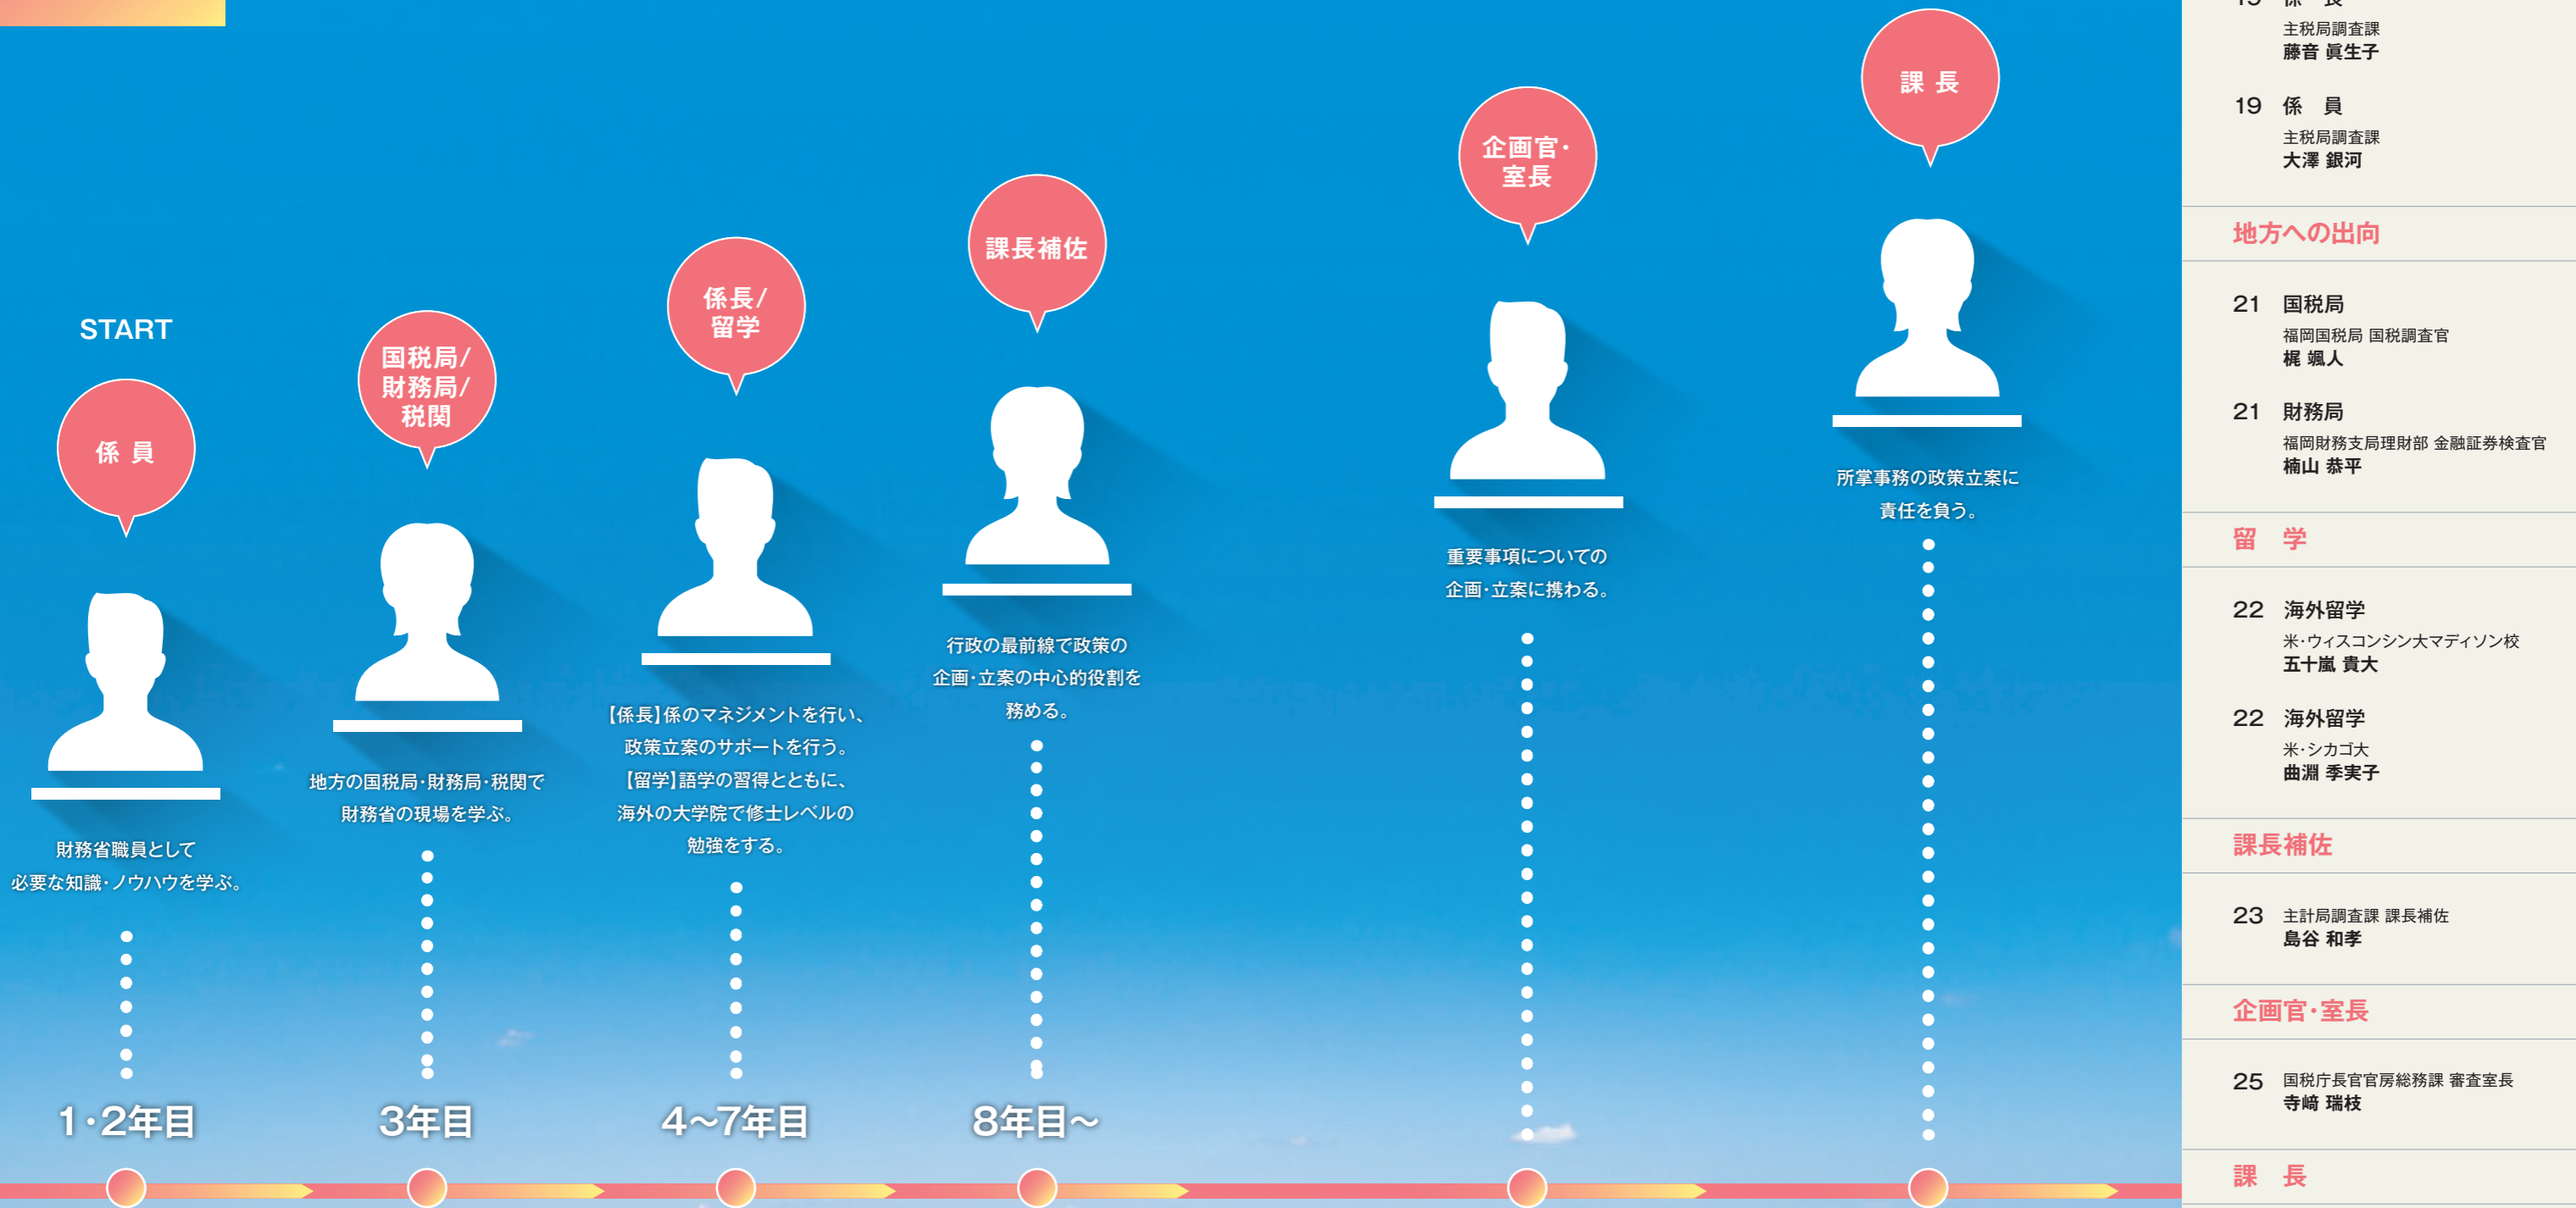 START
係 員
財務省職員として
必要な知識・ノウハウを学ぶ。
1・2年目
国税局/
財務局/
税関
地方の国税局・財務局・税関で
財務省の現場を学ぶ。
3年目
係長/
留学
【係長】係のマネジメントを行い、
政策立案のサポートを行う。
【留学】語学の習得とともに、
海外の大学院で修士レベルの
勉強をする。
4〜7年目
課長補佐
行政の最前線で政策の
企画・立案の中心的役割を
務める。
8年目〜
企画官・
室長
重要事項についての
企画・立案に携わる。
課 長
所掌事務の政策立案に
責任を負う。
19 係 長
主税局調査課
藤音 眞生子
19 係 員
主税局調査課
大澤 銀河
地方への出向
21 国税局
福岡国税局 国税調査官
梶 颯人
21 財務局
福岡財務支局理財部 金融証券検査官
楠山 恭平
留 学
22 海外留学
米・ウィスコンシン大マディソン校
五十嵐 貴大
22 海外留学
米・シカゴ大
曲淵 季実子
課長補佐
23 主計局調査課 課長補佐
島谷 和孝
企画官・室長
25 国税庁長官官房総務課 審査室長
寺﨑 瑞枝
課 長